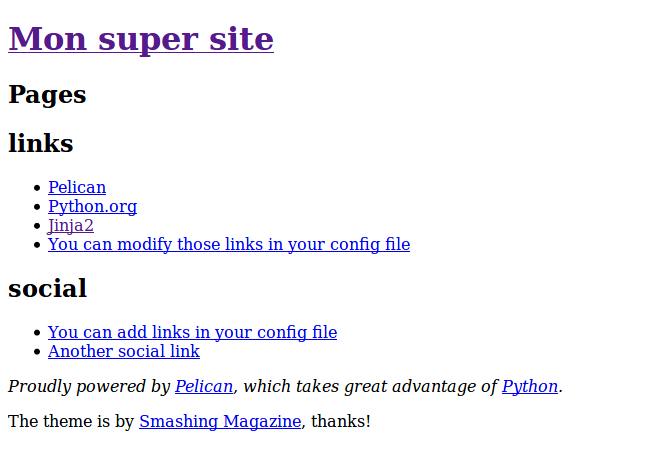 Mon super site
Pages
links
Pelican
Python.org
Jinja2
You can modify those links in your config file
social
You can add links in your config file
Another social link
Proudly powered by Pelican, which takes great advantage of Python.
The theme is by Smashing Magazine, thanks!